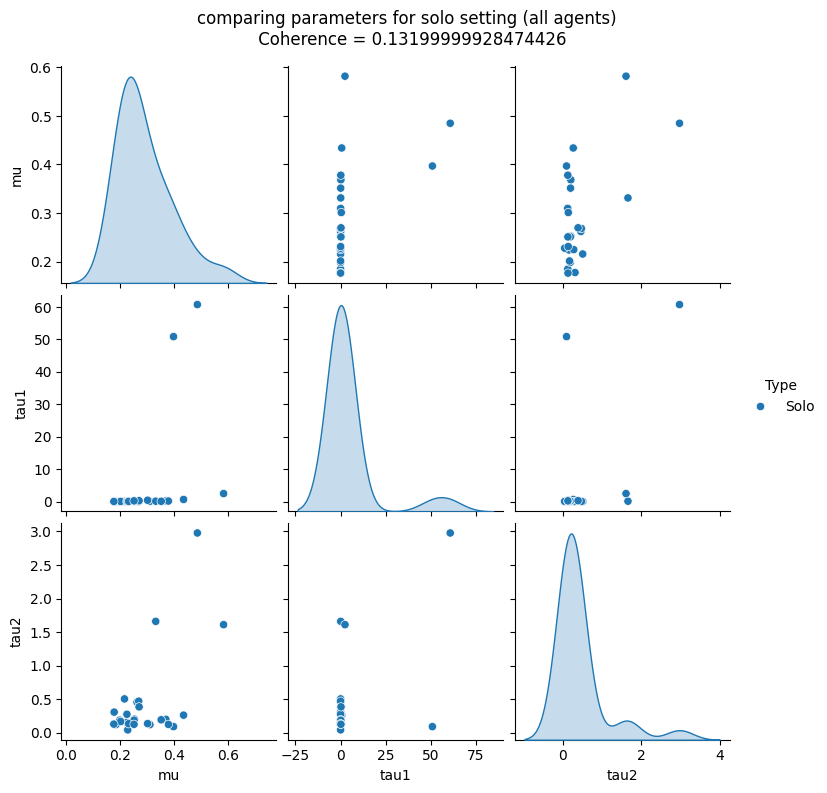 comparing parameters for solo setting (all agents)
Coherence = 0.13199999928474426
0.6
0.5
0.4
0.3
0.2
mu
60
50
40
30
20
10
0
tau1
Type
Solo
3.0
2.5
2.0
1.5
1.0
0.5
0.0
tau2
0.0 0.2 0.4 0.6
−25 0 25 50 75
0 2 4
mu tau1 tau2